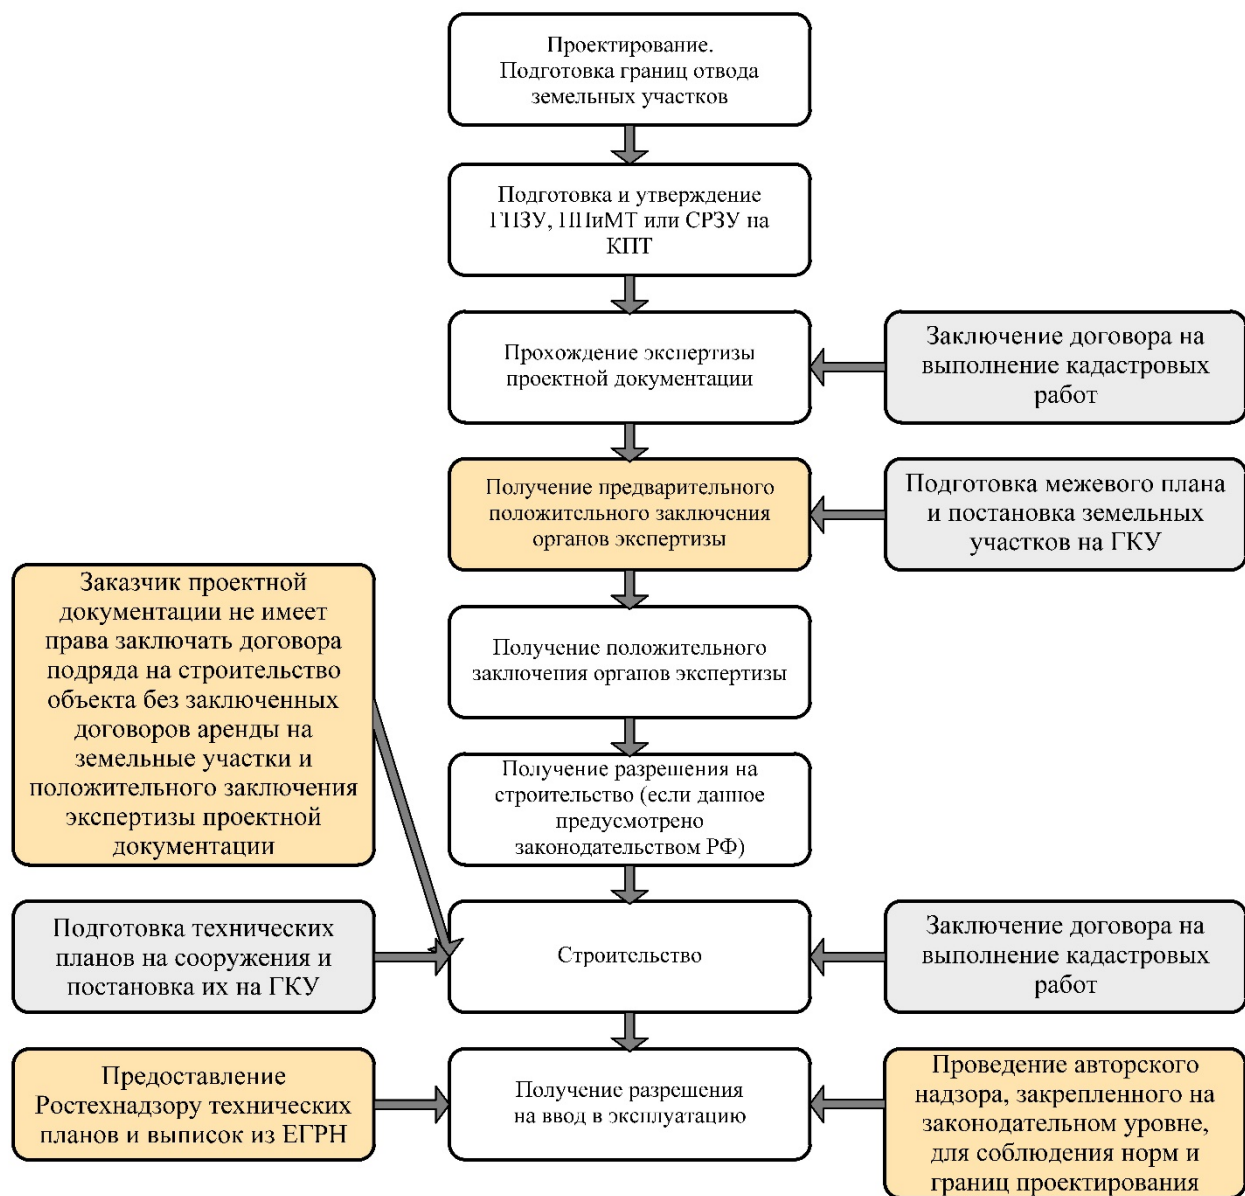 Проектирование.
Подготовка границ отвода
земельных участков
Подготовка и утверждение
ГПЗУ, ППиМТ или СРЗУ на
КПТ
Прохождение экспертизы
проектной документации
Заключение договора на
выполнение кадастровых
работ
Получение предварительного
положительного заключения
органов экспертизы
Подготовка межевого плана
и постановка земельных
участков на ГКУ
Заказчик проектной
документации не имеет
права заключать договора
подряда на строительство
объекта без заключенных
договоров аренды на
земельные участки и
положительного заключения
экспертизы проектной
документации
Получение положительного
заключения органов экспертизы
Получение разрешения на
строительство (если данное
предусмотрено
законодательством РФ)
Подготовка технических
планов на сооружения и
постановка их на ГКУ
Строительство
Заключение договора на
выполнение кадастровых
работ
Предоставление
Ростехнадзору технических
планов и выписок из ЕГРН
Получение разрешения
на ввод в эксплуатацию
Проведение авторского
надзора, закрепленного на
законодательном уровне,
для соблюдения норм и
границ проектирования